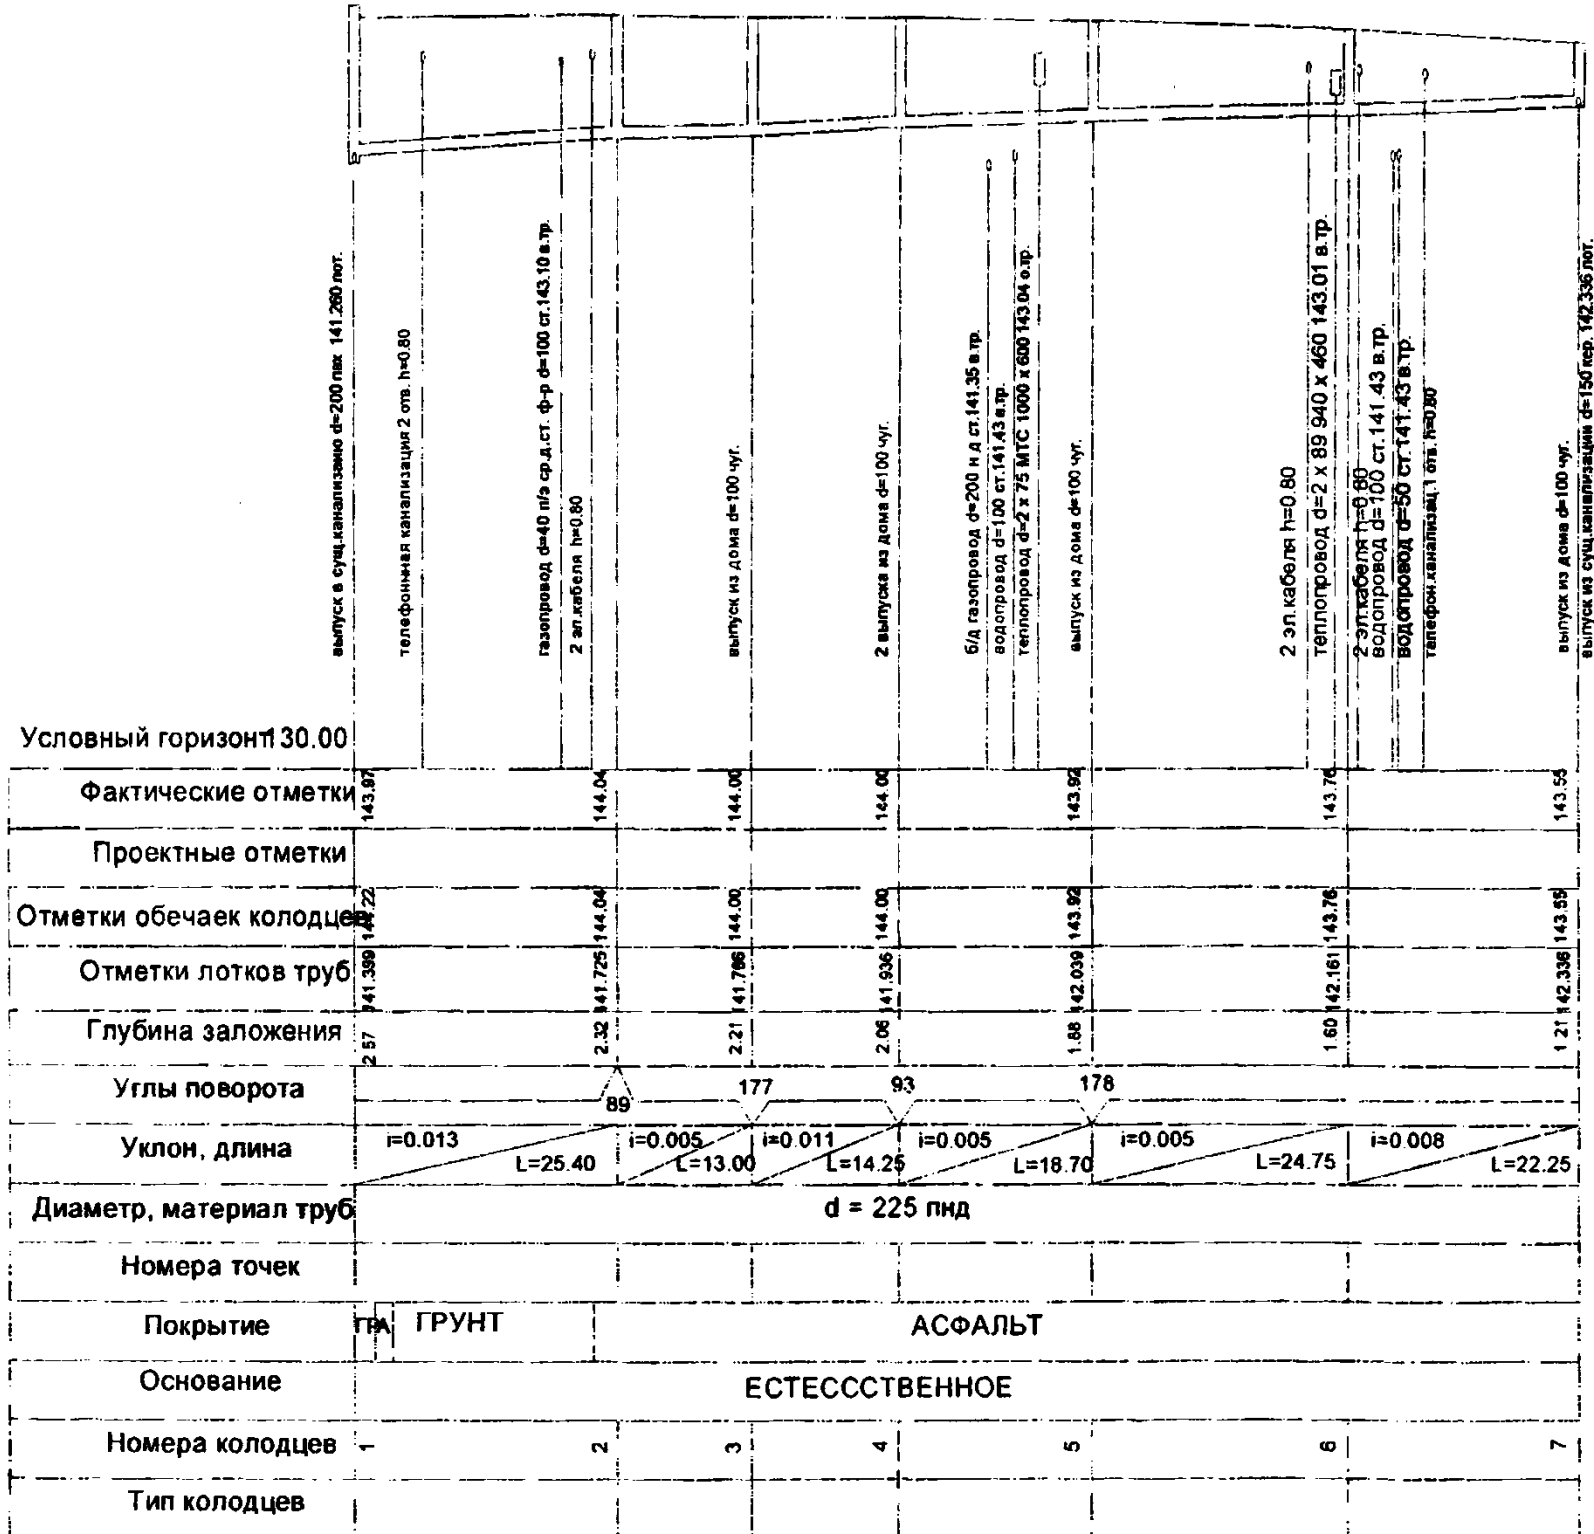 выпуск в сущ.канализацию d=200 пвх 141.260 лот.
телефонная канализация 2 отв. h=0.80
газопровод d=40 п/э ср.д.ст. ф-р d=100 ст.143.10 в.тр.
2 эл.кабеля h=0.80
выпуск из дома d=100 чуг.
2 выпуска из дома d=100 чуг.
б/д газопровод d=200 н д ст.141.35 в.тр.
водопровод d=100 ст.141.43 в.тр.
теплопровод d=2 x 75 МТС 1000 x 600 143.04 о.тр.
выпуск из дома d=100 чуг.
2 эл.кабеля h=0.80
теплопровод d=2 x 89 940 x 460 143.01 в.тр.
2 эл.кабеля h=0.80
водопровод d=100 ст.141.43 в.тр.
водопровод d=50 ст.141.43 в.тр.
телефон.канализац.1 отв. h=0.80
выпуск из дома d=100 чуг.
выпуск из сущ.канализации d=150 кер. 142.336 лот.
Условный горизонт130.00
Фактические отметки 143.97 144.04 144.00 144.00 143.92 143.76 143.55
Проектные отметки
Отметки обечаек колодцев 144.22 144.04 144.00 144.00 143.92 143.76 143.55
Отметки лотков труб 141.399 141.725 141.786 141.936 142.039 142.161 142.336
Глубина заложения 2 57 2.32 2.21 2.06 1.88 1.60 1 21
Углы поворота 89 177 93 178
Уклон, длина i=0.013 L=25.40 i=0.005 L=13.00 i=0.011 L=14.25 i=0.005 L=18.70 i=0.005 L=24.75 i=0.008 L=22.25
Диаметр, материал труб d = 225 пнд
Номера точек
Покрытие ГРА ГРУНТ АСФАЛЬТ
Основание ЕСТЕСССТВЕННОЕ
Номера колодцев 1 2 3 4 5 6 7
Тип колодцев